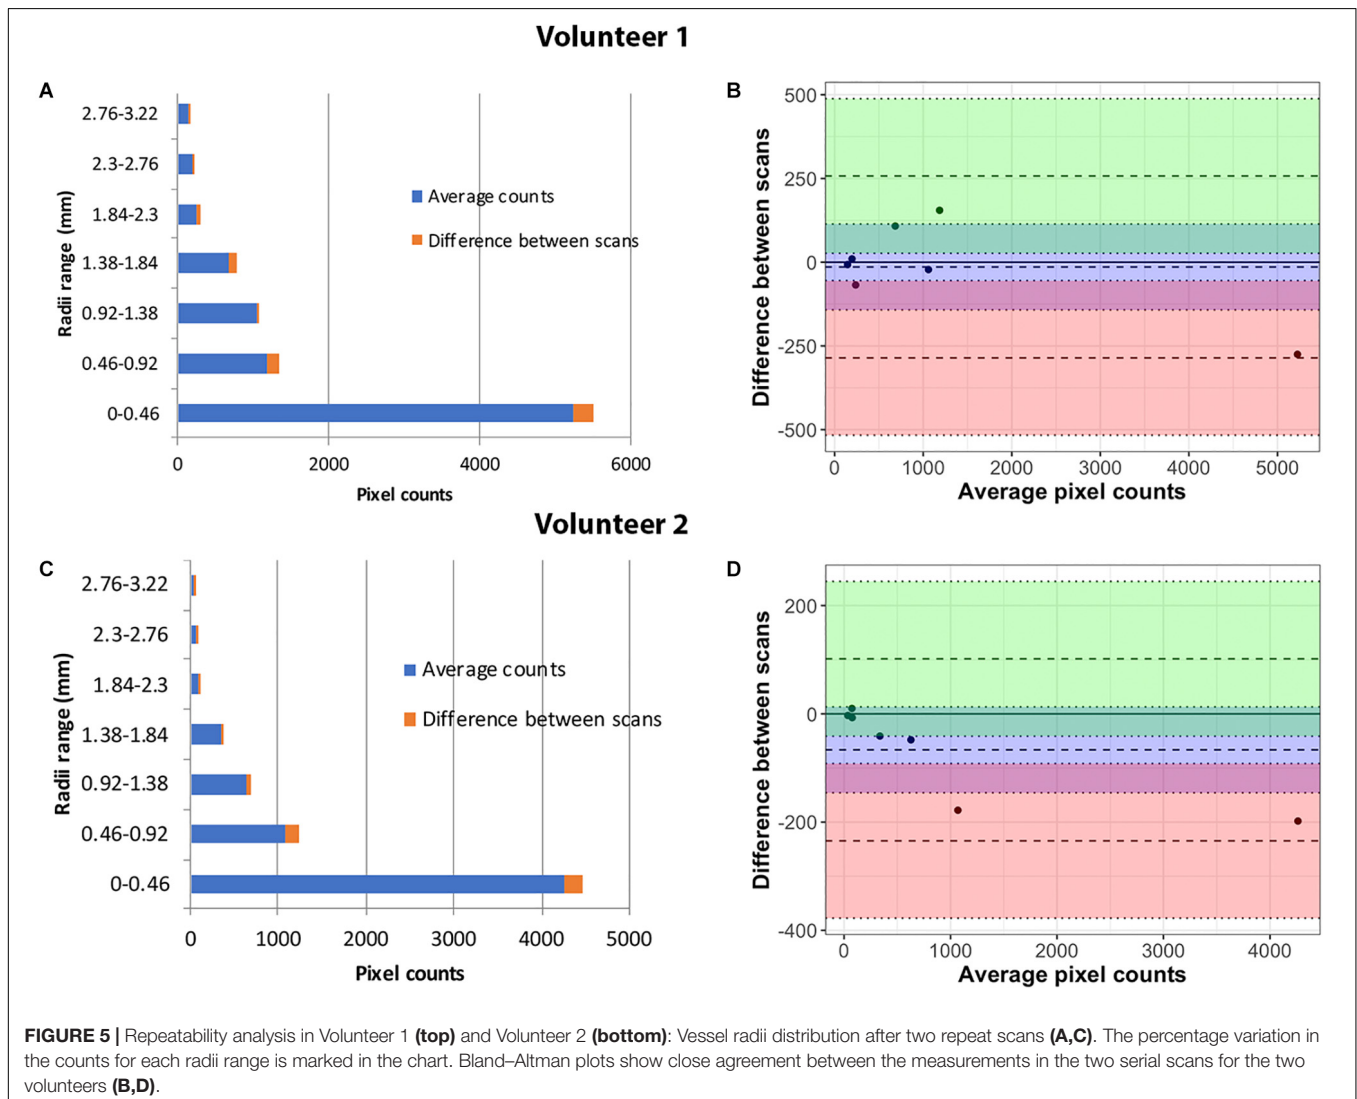 Volunteer 1
A
2.76-3.22
2.3-2.76
1.84-2.3
1.38-1.84
0.92-1.38
0.46-0.92
0-0.46
Radii range (mm)
Average counts
Difference between scans
0 2000 4000 6000
Pixel counts
B
500
250
0
-250
-500
Difference between scans
0 1000 2000 3000 4000 5000
Average pixel counts
Volunteer 2
C
2.76-3.22
2.3-2.76
1.84-2.3
1.38-1.84
0.92-1.38
0.46-0.92
0-0.46
Radii range (mm)
Average counts
Difference between scans
0 1000 2000 3000 4000 5000
Pixel counts
D
200
0
-200
-400
Difference between scans
0 1000 2000 3000 4000
Average pixel counts
FIGURE 5 | Repeatability analysis in Volunteer 1 (top) and Volunteer 2 (bottom): Vessel radii distribution after two repeat scans (A,C). The percentage variation in
the counts for each radii range is marked in the chart. Bland–Altman plots show close agreement between the measurements in the two serial scans for the two
volunteers (B,D).